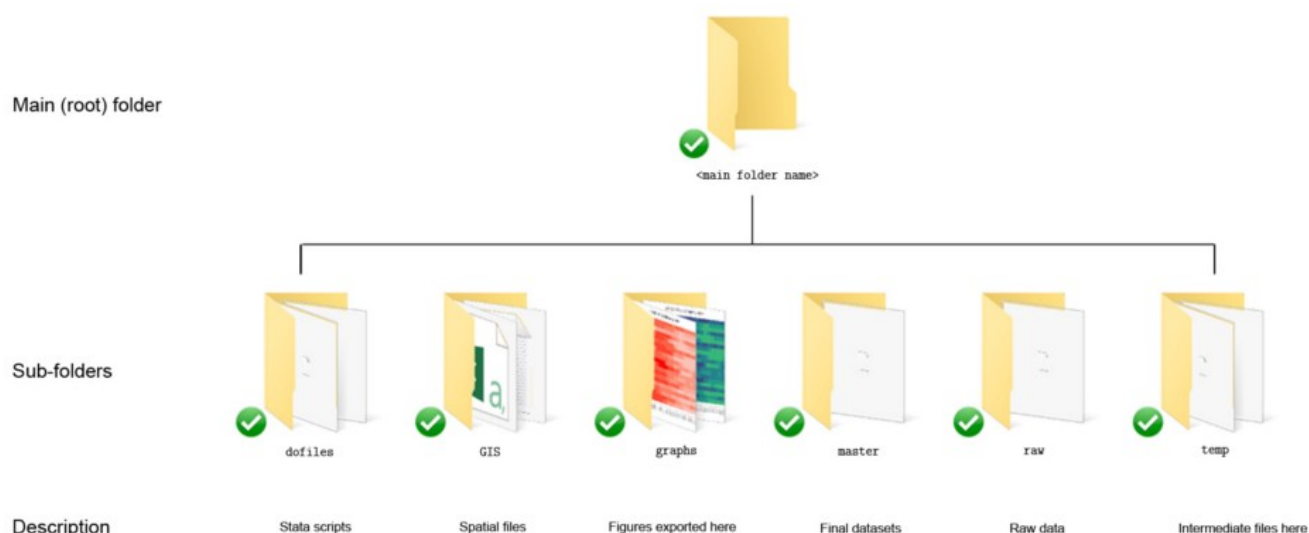 Main (root) folder
<main folder name>
Sub-folders
dofiles
GIS
graphs
master
raw
temp
Description
Stata scripts
Spatial files
Figures exported here
Final datasets
Raw data
Intermediate files here